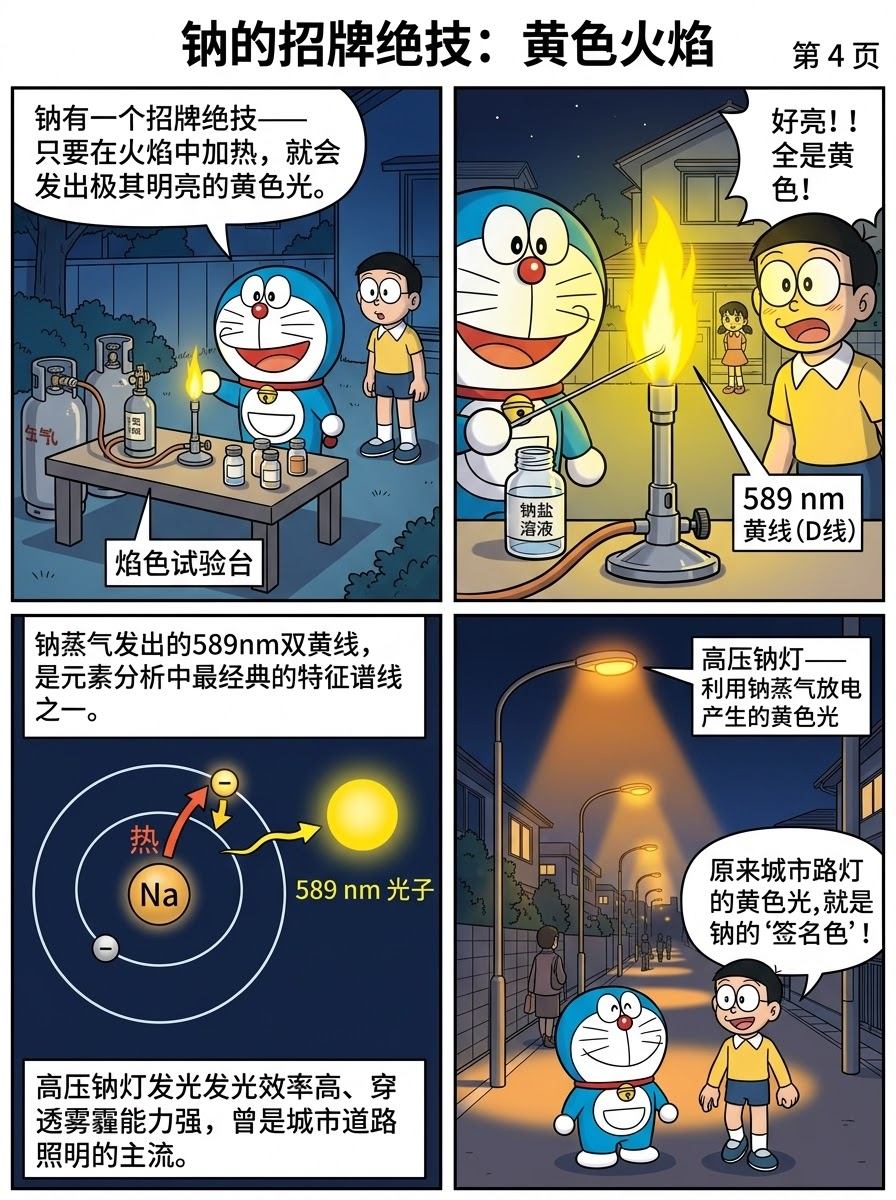 钠的招牌绝技：黄色火焰
第 4 页
钠有一个招牌绝技——
只要在火焰中加热，就会
发出极其明亮的黄色光。
焰色试验台
好亮！！
全是黄
色！
钠盐
溶液
589 nm
黄线（D线）
钠蒸气发出的589nm双黄线，
是元素分析中最经典的特征谱线
之一。
热
Na
589 nm 光子
高压钠灯发光发光效率高、穿
透雾霾能力强，曾是城市道路
照明的主流。
高压钠灯——
利用钠蒸气放电
产生的黄色光
原来城市路灯
的黄色光,就是
钠的‘签名色’！